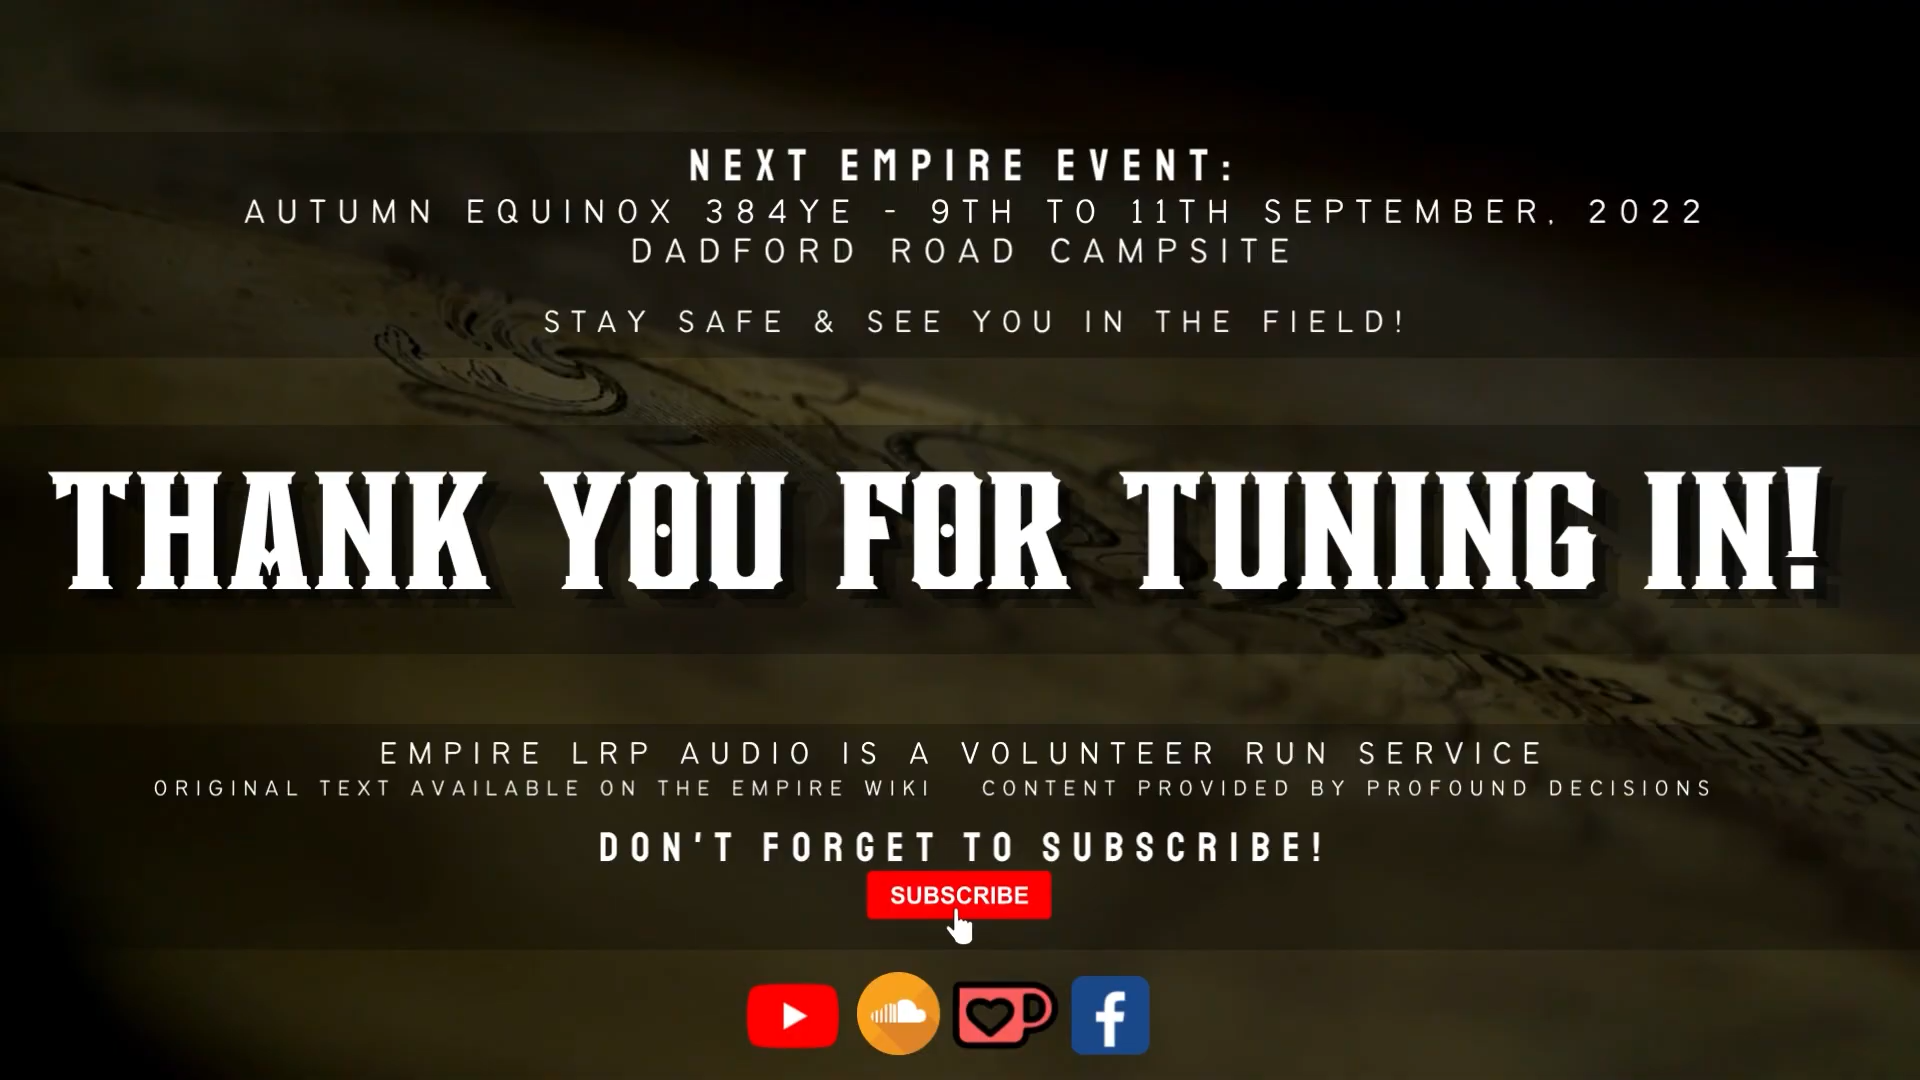 NEXT EMPIRE EVENT:
AUTUMN EQUINOX 384YE - 9TH TO 11TH SEPTEMBER, 2022
DADFORD ROAD CAMPSITE
STAY SAFE & SEE YOU IN THE FIELD!
THANK YOU FOR TUNING IN!
EMPIRE LRP AUDIO IS A VOLUNTEER RUN SERVICE
ORIGINAL TEXT AVAILABLE ON THE EMPIRE WIKI CONTENT PROVIDED BY PROFOUND DECISIONS
DON'T FORGET TO SUBSCRIBE!
SUBSCRIBE